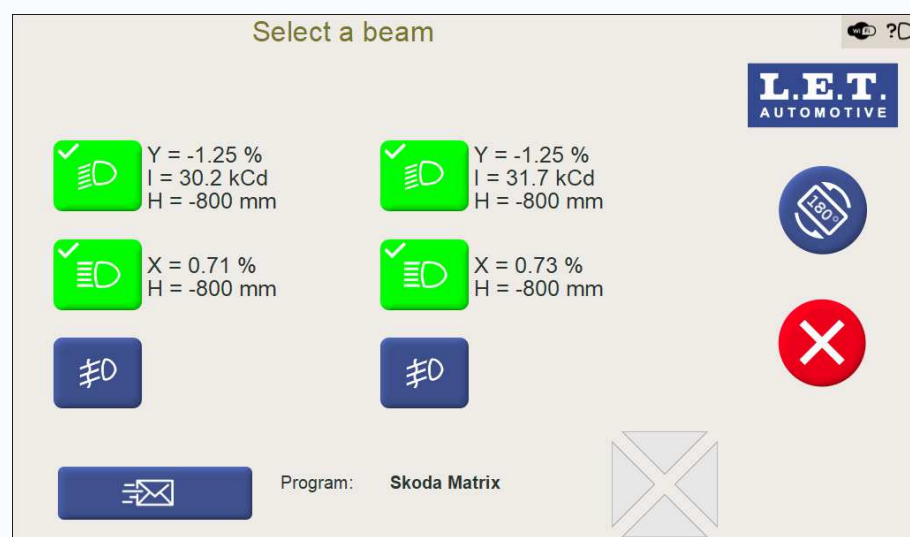 Select a beam
WiFi ?
L.E.T.
AUTOMOTIVE
Y = -1.25 %
I = 30.2 kCd
H = -800 mm
Y = -1.25 %
I = 31.7 kCd
H = -800 mm
180°
X = 0.71 %
H = -800 mm
X = 0.73 %
H = -800 mm
Program: Skoda Matrix